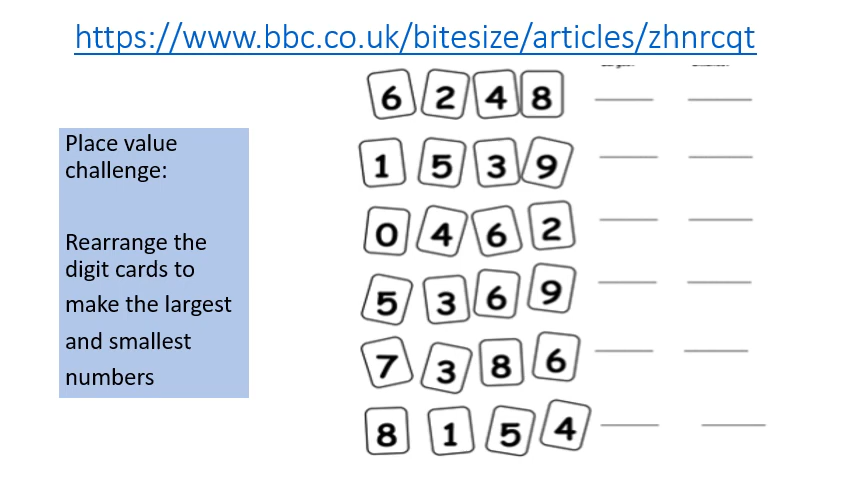 https://www.bbc.co.uk/bitesize/articles/zhnrcqt
6 2 4 8
Place value
challenge:
1 5 3 9
Rearrange the
digit cards to
make the largest
and smallest
numbers
0 4 6 2
5 3 6 9
7 3 8 6
8 1 5 4